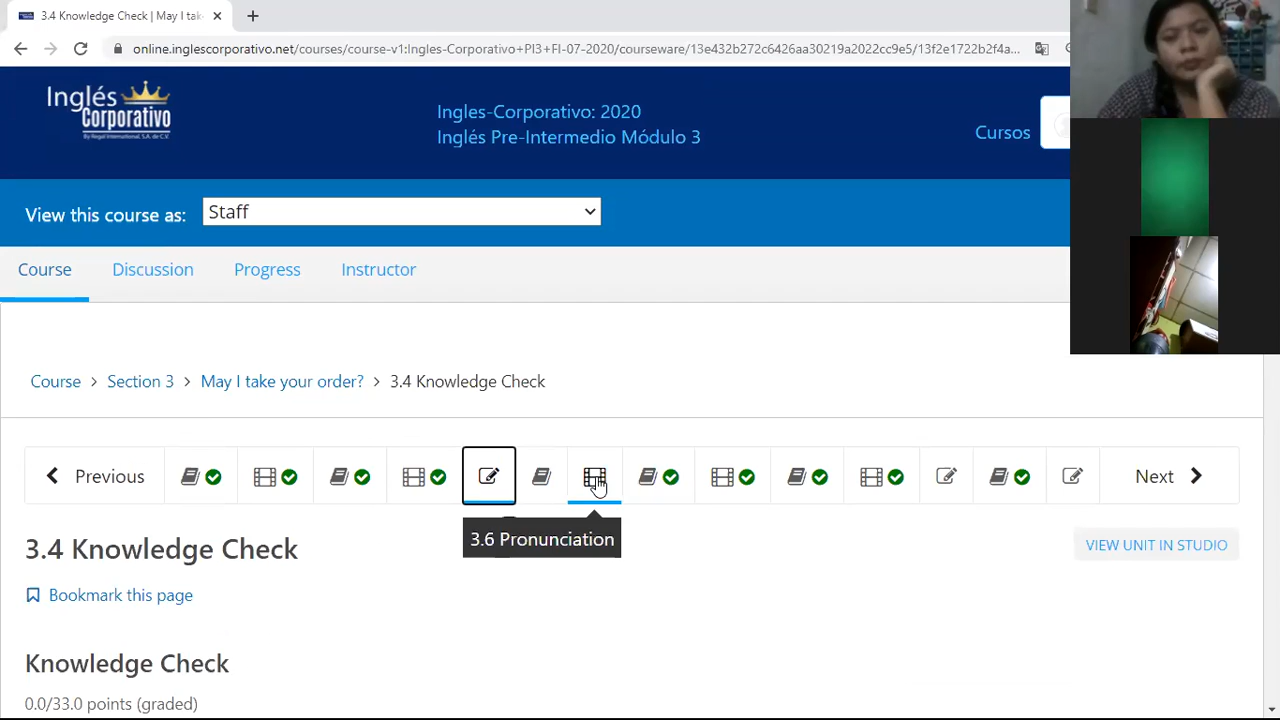 3.4 Knowledge Check | May I tak
online.inglescorporativo.net/courses/course-v1:Ingles-Corporativo+PI3+FI-07-2020/courseware/13e432b272c6426aa30219a2022cc9e5/13f2e1722b2f4a...
Inglés
Corporativo
By Regal International, S.A. de C.V.
Ingles-Corporativo: 2020
Inglés Pre-Intermedio Módulo 3
Cursos
View this course as:
Staff
Course
Discussion
Progress
Instructor
Course > Section 3 > May I take your order? > 3.4 Knowledge Check
Previous
Next
3.6 Pronunciation
3.4 Knowledge Check
VIEW UNIT IN STUDIO
Bookmark this page
Knowledge Check
0.0/33.0 points (graded)